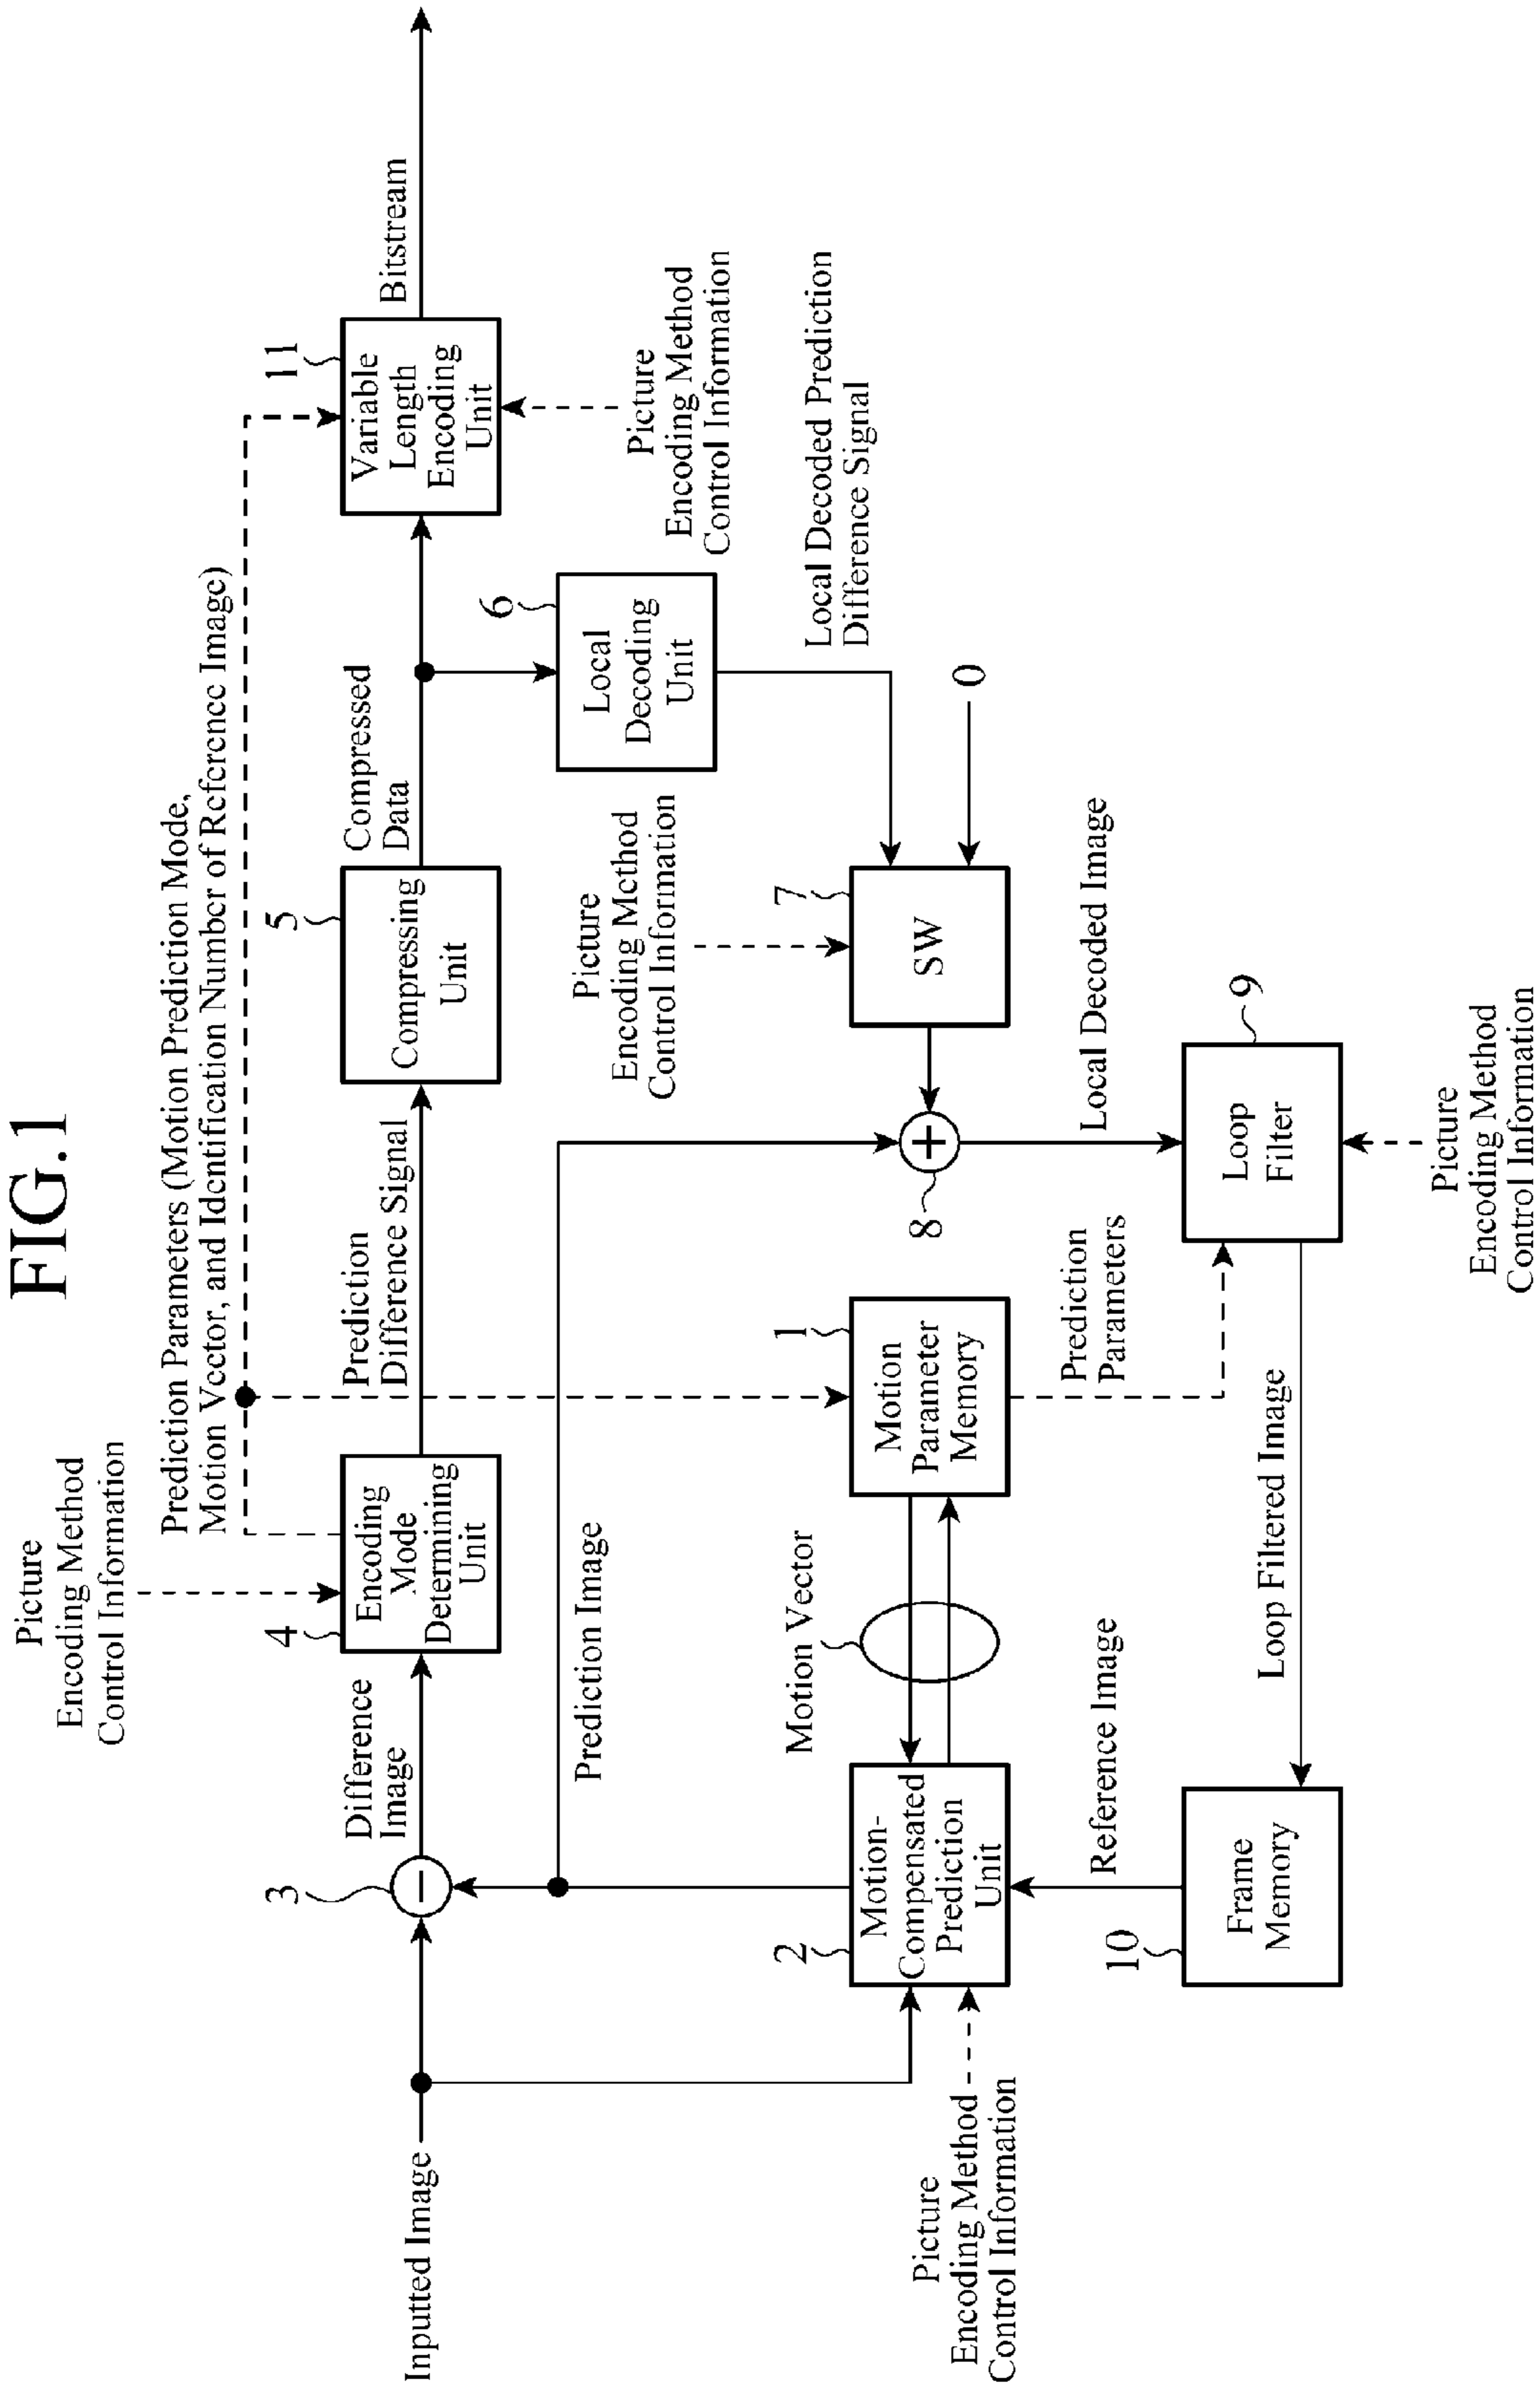 FIG.1
Picture
Encoding Method
Control Information
Prediction Parameters (Motion Prediction Mode,
Motion Vector, and Identification Number of Reference Image)
Inputted Image
3
Difference
Image
4
Encoding
Mode
Determining
Unit
Prediction
Difference Signal
5
Compressing
Unit
Compressed
Data
11
Variable
Length
Encoding
Unit
Bitstream
Picture
Encoding Method
Control Information
6
Local
Decoding
Unit
Local Decoded Prediction
Difference Signal
Prediction Image
Picture
Encoding Method
Control Information
7
SW
0
+
8
Local Decoded Image
Picture
Encoding Method
Control Information
2
Motion-
Compensated
Prediction
Unit
Motion Vector
1
Motion
Parameter
Memory
Prediction
Parameters
Reference Image
10
Frame
Memory
Loop Filtered Image
9
Loop
Filter
Picture
Encoding Method
Control Information